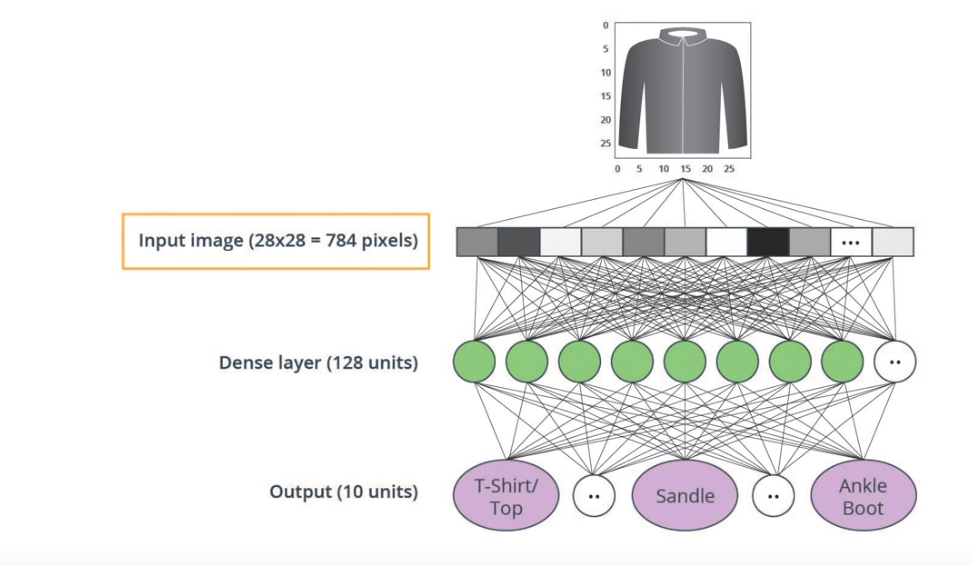 0
5
10
15
20
25
0 5 10 15 20 25
Input image (28x28 = 784 pixels)
...
Dense layer (128 units)
..
Output (10 units)
T-Shirt/
Top
..
Sandle
..
Ankle
Boot